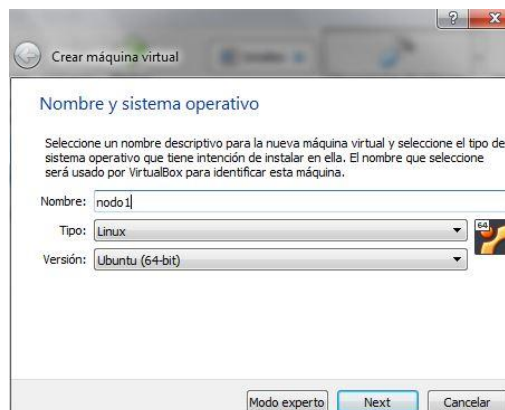 Crear máquina virtual
Nombre y sistema operativo
Seleccione un nombre descriptivo para la nueva máquina virtual y seleccione el tipo de
sistema operativo que tiene intención de instalar en ella. El nombre que seleccione
será usado por VirtualBox para identificar esta máquina.
Nombre: nodo1
Tipo: Linux
64
Versión: Ubuntu (64-bit)
Modo experto Next Cancelar